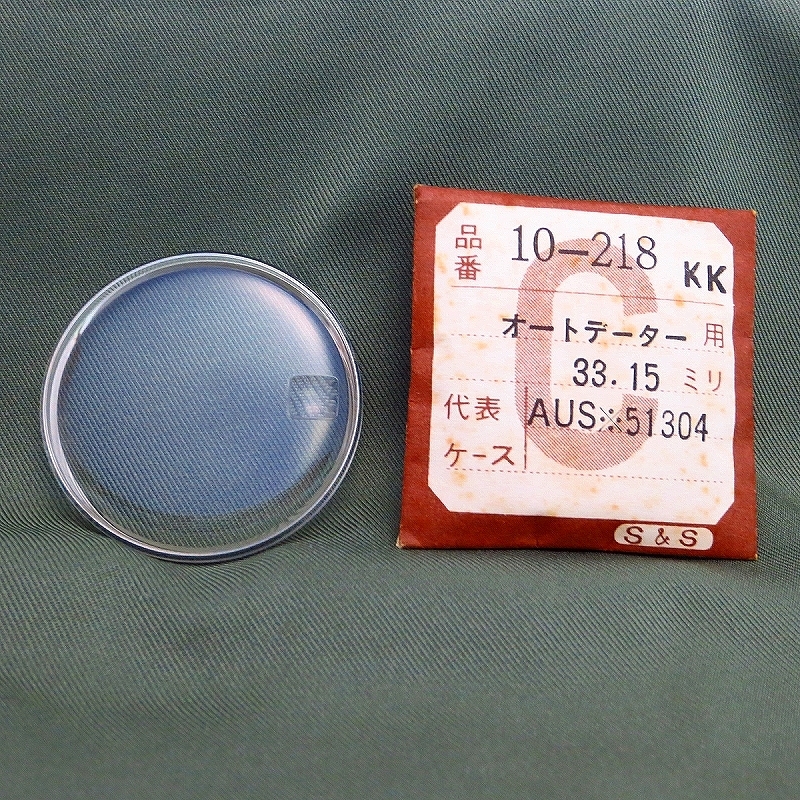 品番 10-218 KK
オートデーター 用
33.15 ミリ
代表ケース AUS※51304
C
S & S